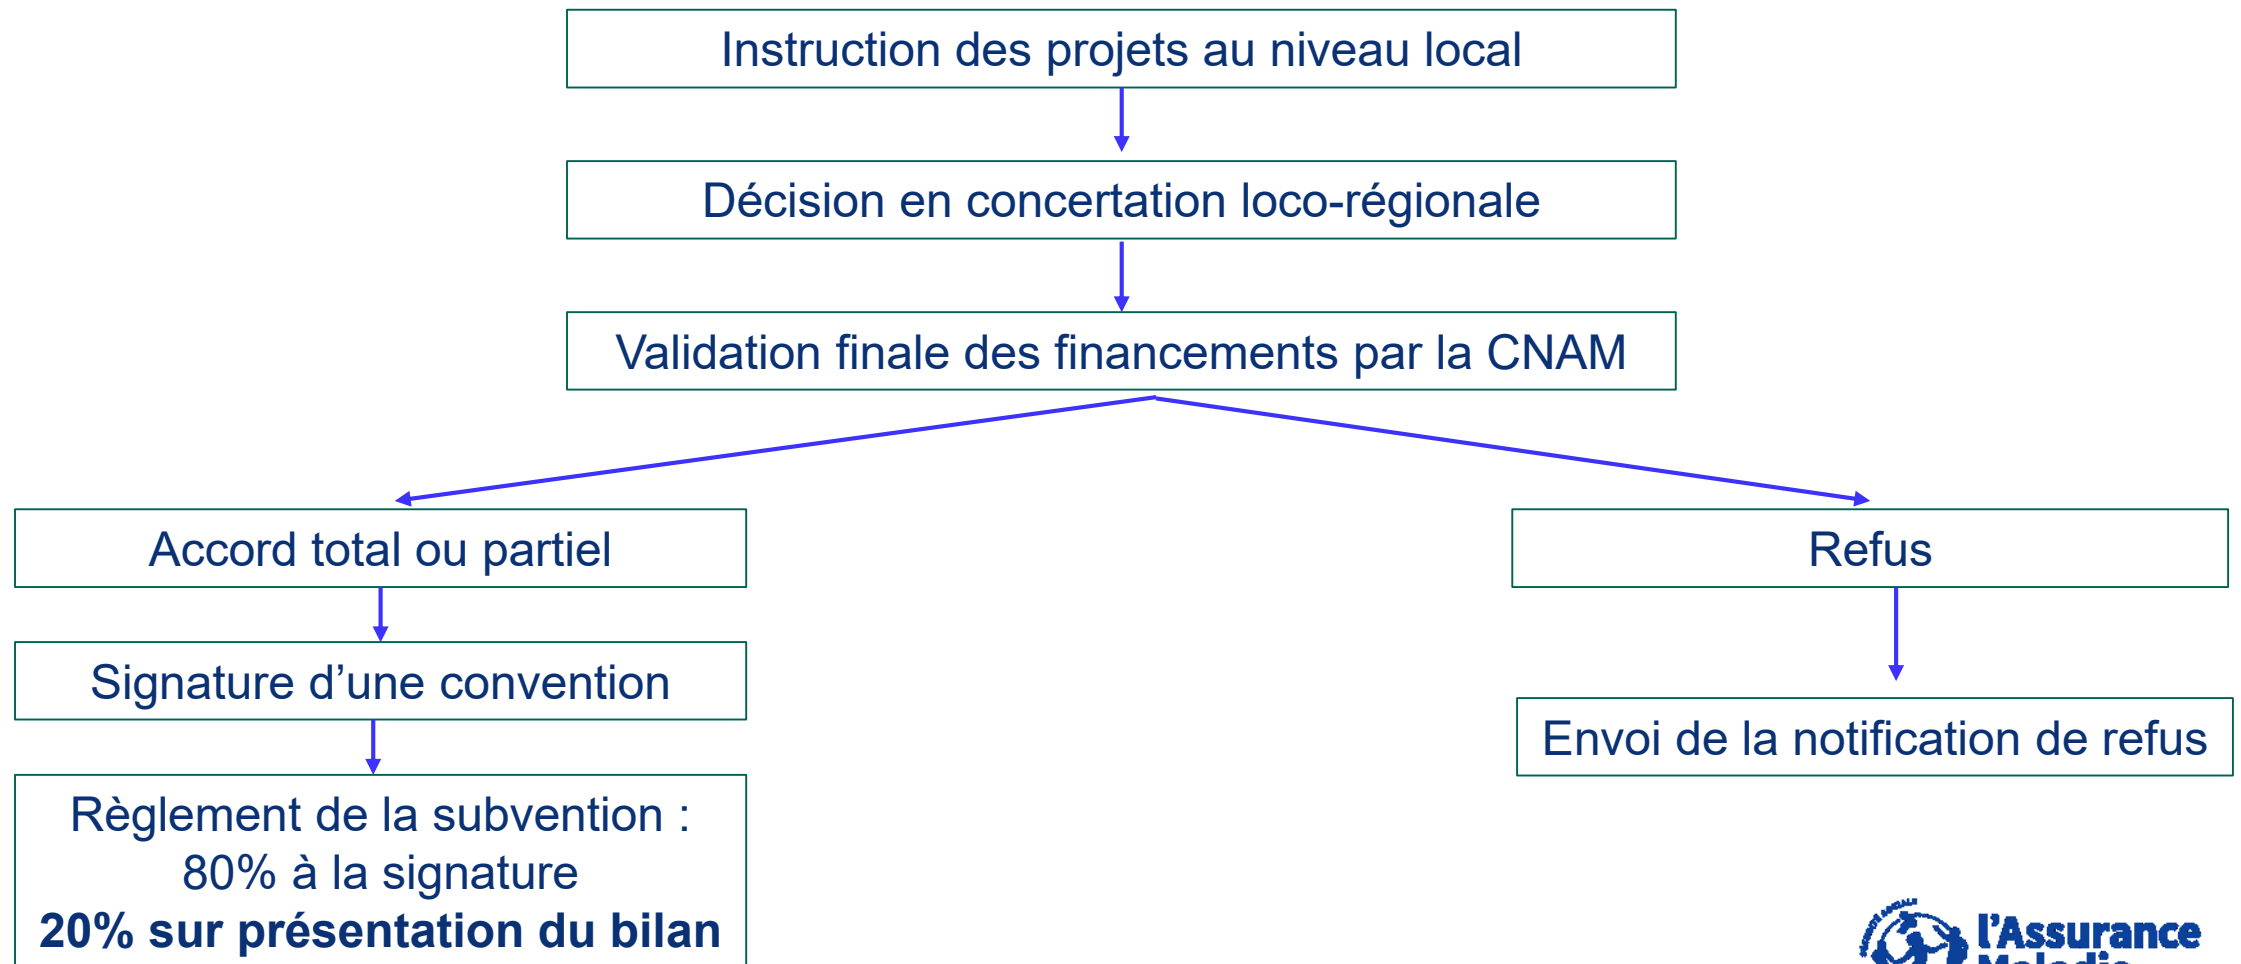 Instruction des projets au niveau local
Décision en concertation loco-régionale
Validation finale des financements par la CNAM
Accord total ou partiel
Refus
Signature d’une convention
Envoi de la notification de refus
Règlement de la subvention :
80% à la signature
20% sur présentation du bilan
l’Assurance